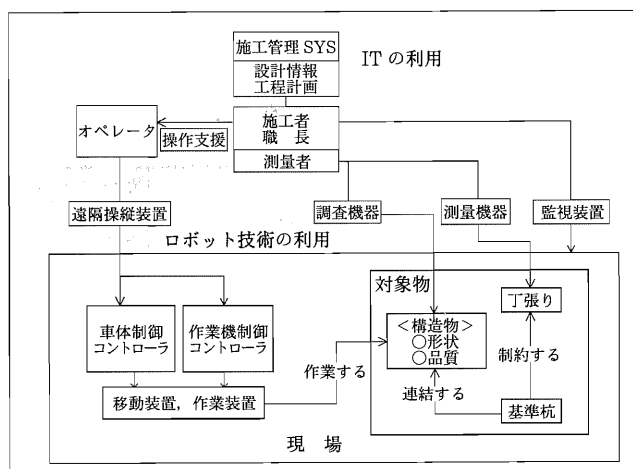 施工管理 SYS
設計情報
工程計画
IT の利用
オペレータ
操作支援
施工者
職　長
測量者
遠隔操縦装置
調査機器
測量機器
監視装置
ロボット技術の利用
対象物
車体制御
コントローラ
作業機制御
コントローラ
＜構造物＞
○形状
○品質
丁張り
作業する
制約する
連結する
移動装置，作業装置
基準杭
現　場